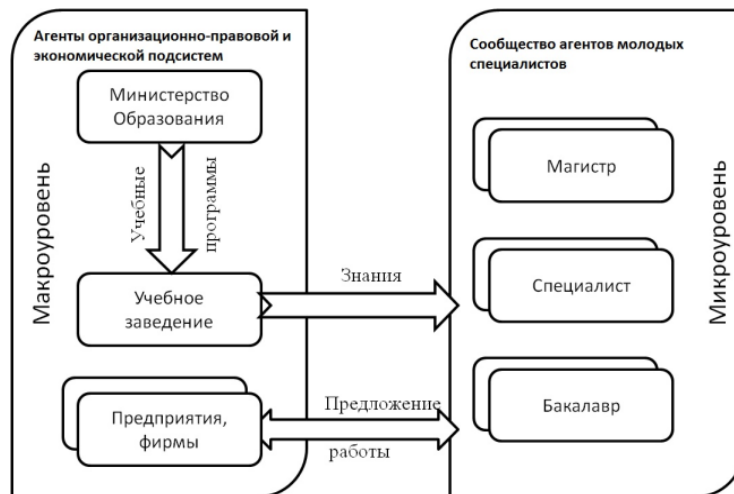 Агенты организационно-правовой и
экономической подсистем
Министерство
Образования
Учебные
программы
Макроуровень
Учебное
заведение
Предприятия,
фирмы
Знания
Предложение
работы
Сообщество агентов молодых
специалистов
Магистр
Специалист
Бакалавр
Микроуровень